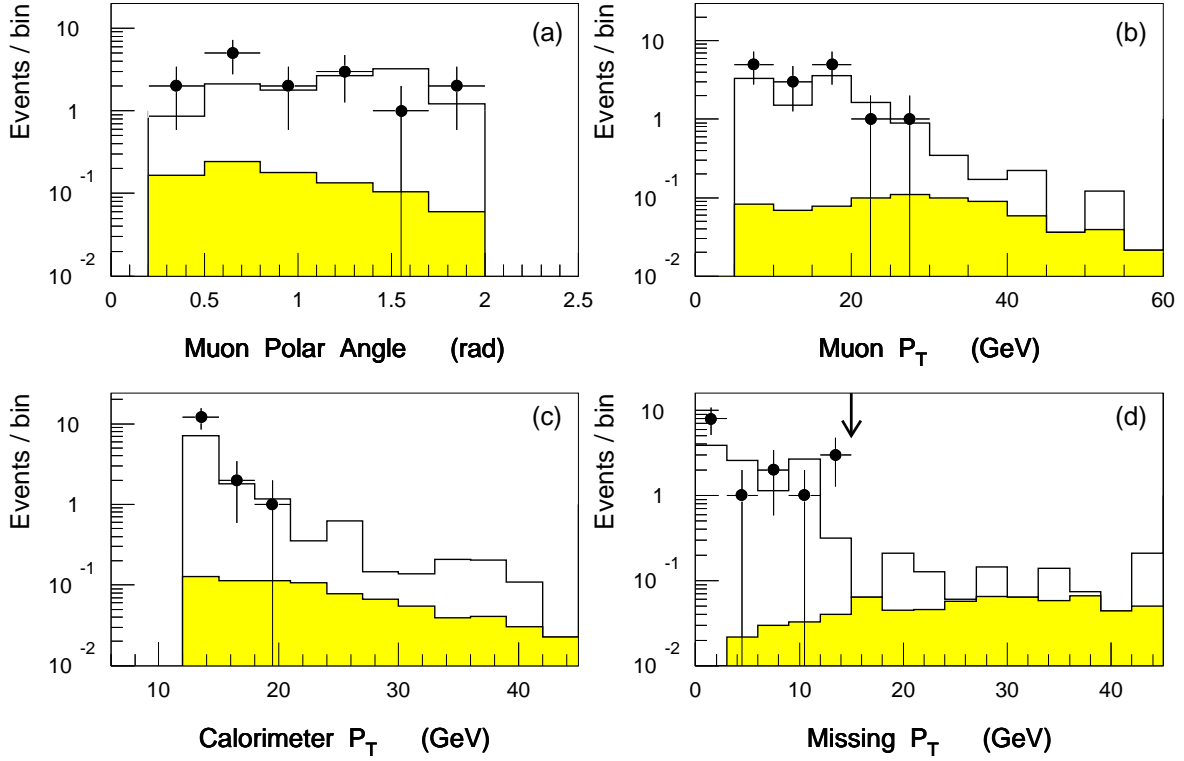 (a)
Events / bin
10
1
10 -1
10 -2
0 0.5 1 1.5 2 2.5
Muon Polar Angle (rad)
(b)
Events / bin
10
1
10 -1
10 -2
0 20 40 60
Muon PT (GeV)
(c)
Events / bin
10
1
10 -1
10 -2
10 20 30 40
Calorimeter PT (GeV)
(d)
Events / bin
10
1
10 -1
10 -2
0 10 20 30 40
Missing PT (GeV)